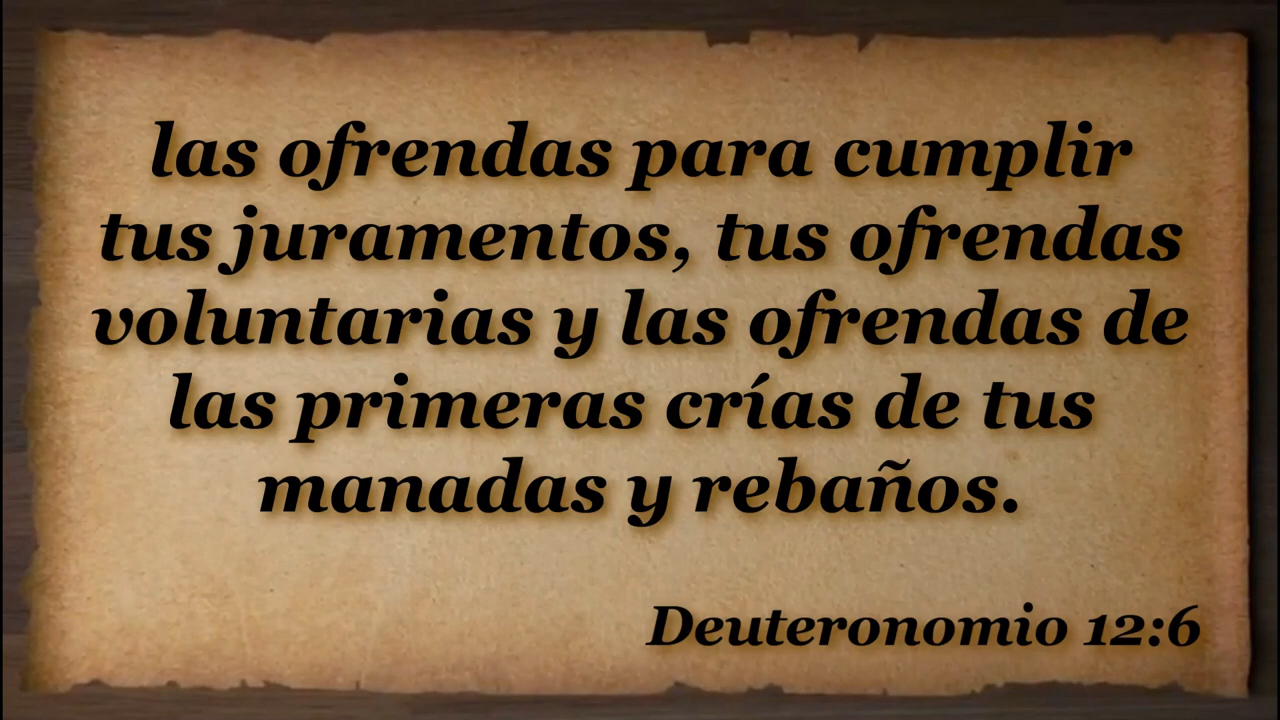 las ofrendas para cumplir
tus juramentos, tus ofrendas
voluntarias y las ofrendas de
las primeras crías de tus
manadas y rebaños.
Deuteronomio 12:6